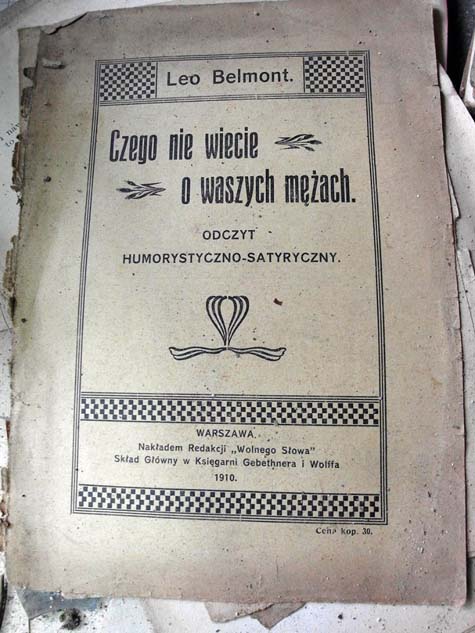 Leo Belmont.
Czego nie wiecie
o waszych mężach.
ODCZYT
HUMORYSTYCZNO-SATYRYCZNY.
WARSZAWA.
Nakładem Redakcji „Wolnego Słowa”
Skład Główny w Księgarni Gebethnera i Wolffa
1910.
Cena kop. 30.